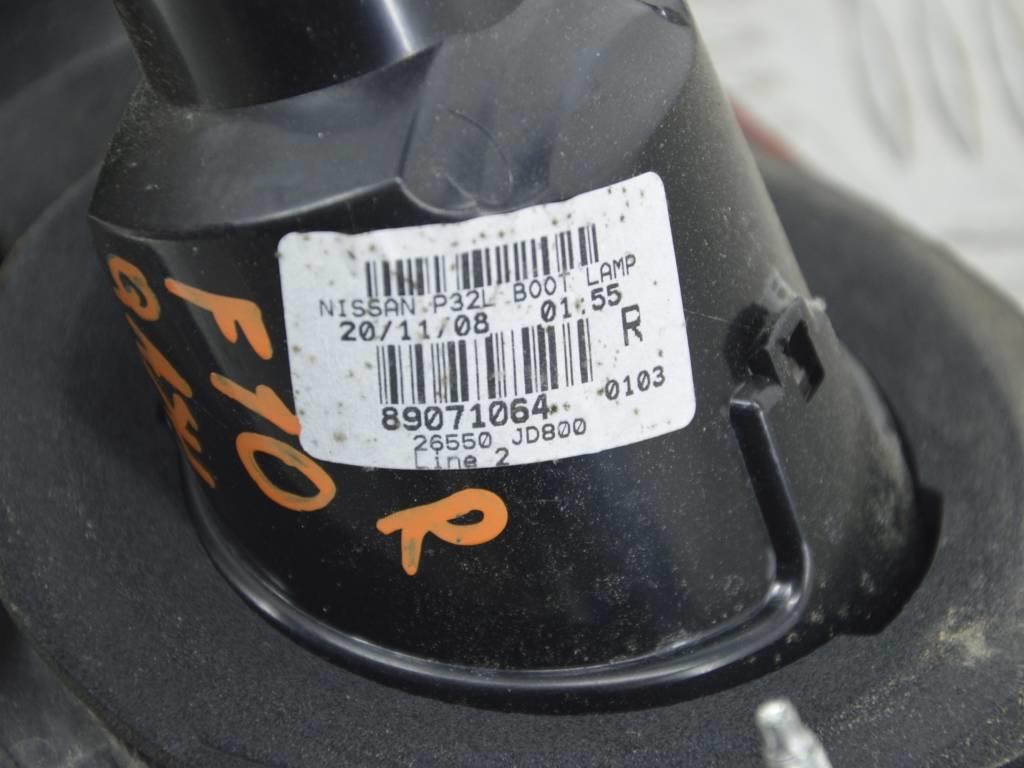 NISSAN P32L BOOT LAMP
20/11/08 01:55
R
89071064 0103
26550 JD800
Line 2
F10
R